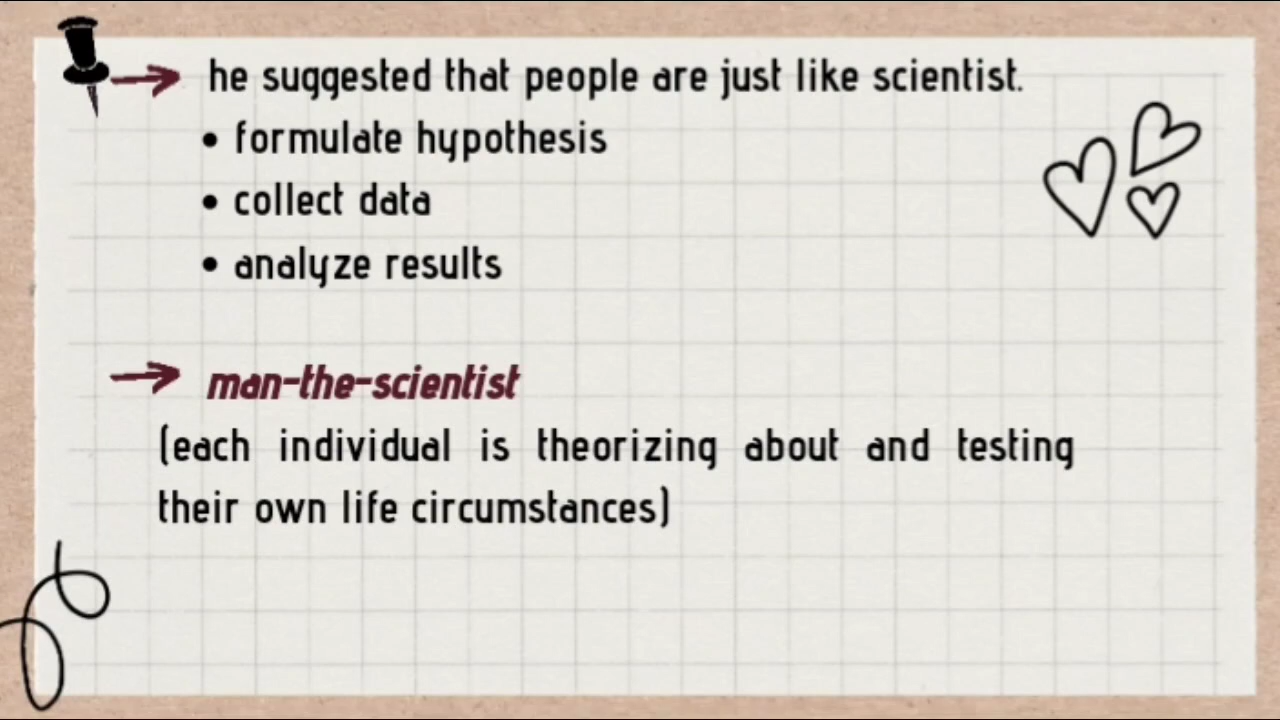 he suggested that people are just like scientist.
• formulate hypothesis
• collect data
• analyze results
man-the-scientist
(each individual is theorizing about and testing
their own life circumstances)